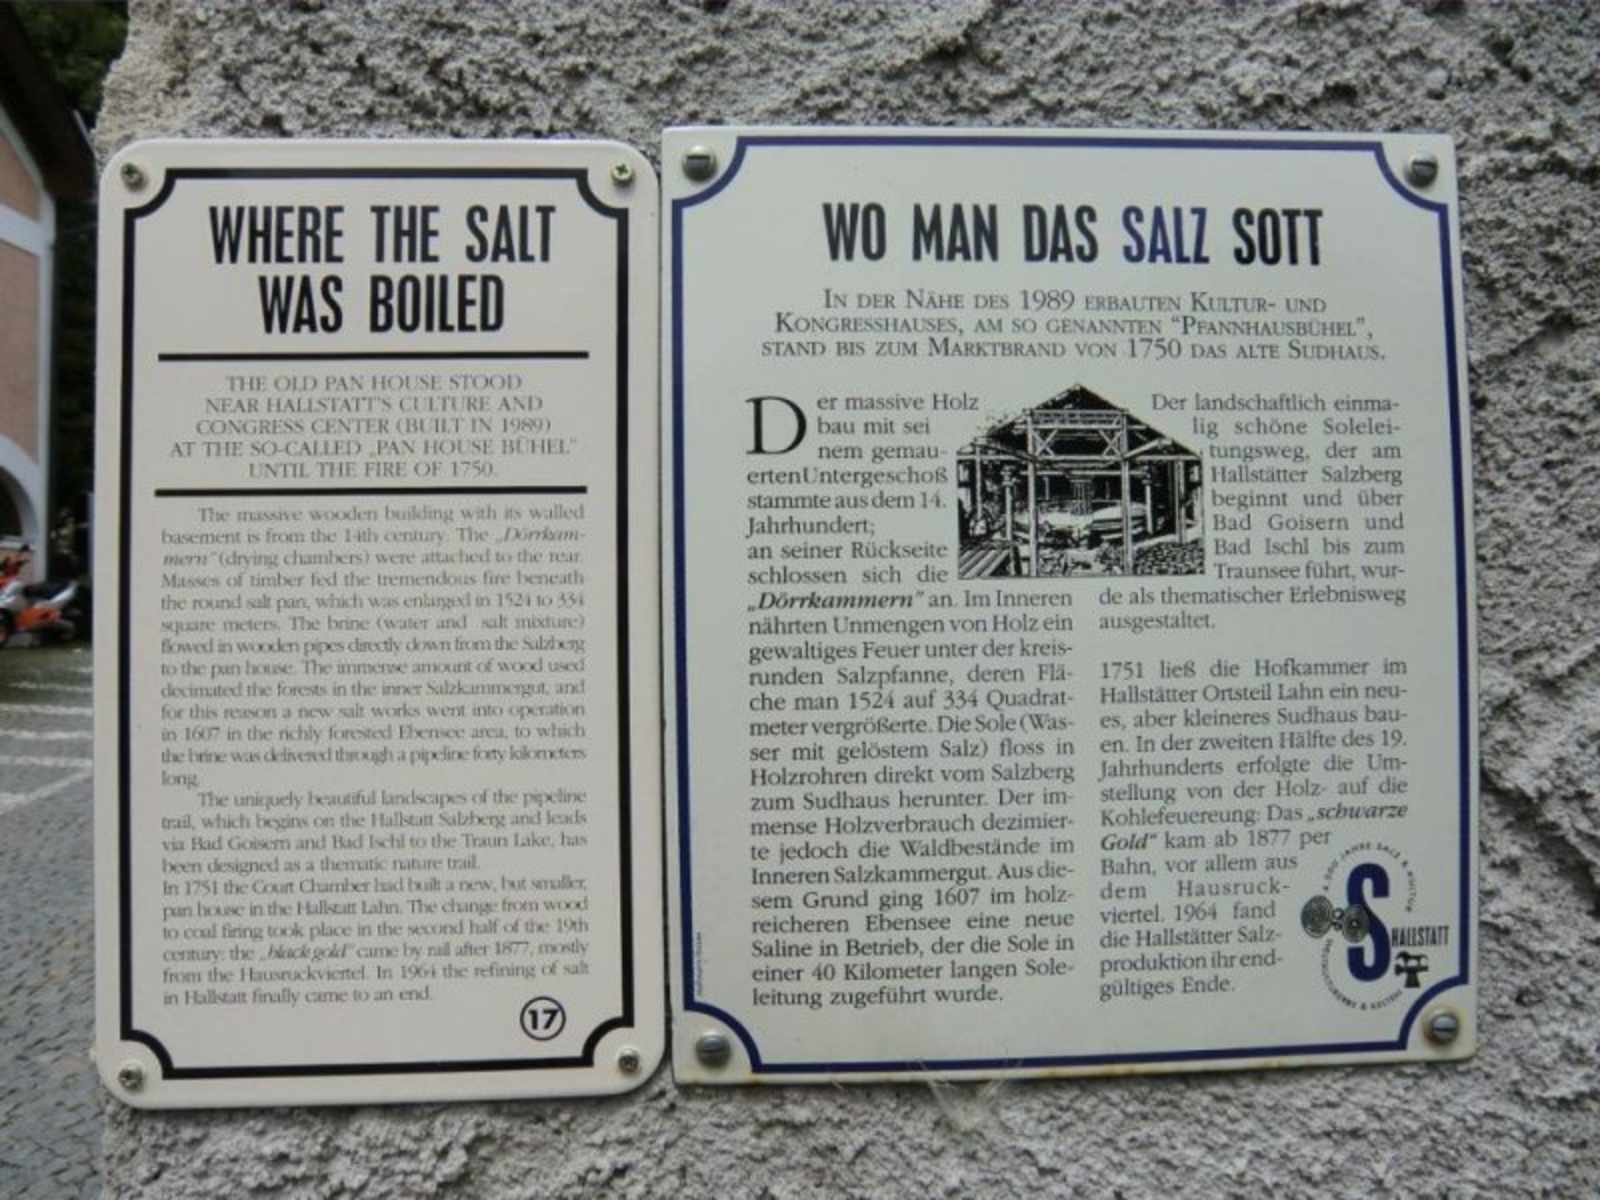 WHERE THE SALT
WAS BOILED
THE OLD PAN HOUSE STOOD
NEAR HALLSTATT'S CULTURE AND
CONGRESS CENTER (BUILT IN 1989)
AT THE SO-CALLED „PAN HOUSE BÜHEL"
UNTIL THE FIRE OF 1750.
The massive wooden building with its walled
basement is from the 14th century. The „Dörrkam-
mern" (drying chambers) were attached to the rear.
Masses of timber fed the tremendous fire beneath
the round salt pan, which was enlarged in 1524 to 334
square meters. The brine (water and salt mixture)
flowed in wooden pipes directly down from the Salzberg
to the pan house. The immense amount of wood used
decimated the forests in the inner Salzkammergut, and
for this reason a new salt works went into operation
in 1607 in the richly forested Ebensee area, to which
the brine was delivered through a pipeline forty kilometers
long.
The uniquely beautiful landscapes of the pipeline
trail, which begins on the Hallstatt Salzberg and leads
via Bad Goisern and Bad Ischl to the Traun Lake, has
been designed as a thematic nature trail.
In 1751 the Court Chamber had built a new, but smaller,
pan house in the Hallstatt Lahn. The change from wood
to coal firing took place in the second half of the 19th
century: the „black gold" came by rail after 1877, mostly
from the Hausruckviertel. In 1964 the refining of salt
in Hallstatt finally came to an end.
17
WO MAN DAS SALZ SOTT
IN DER NÄHE DES 1989 ERBAUTEN KULTUR- UND
KONGRESSHAUSES, AM SO GENANNTEN “PFANNHAUSBÜHEL”,
STAND BIS ZUM MARKTBRAND VON 1750 DAS ALTE SUDHAUS.
Der massive Holz
bau mit sei
nem gemau-
erten Untergeschoß
stammte aus dem 14.
Jahrhundert;
an seiner Rückseite
schlossen sich die
„Dörrkammern" an. Im Inneren
nährten Unmengen von Holz ein
gewaltiges Feuer unter der kreis-
runden Salzpfanne, deren Flä-
che man 1524 auf 334 Quadrat-
meter vergrößerte. Die Sole (Was-
ser mit gelöstem Salz) floss in
Holzrohren direkt vom Salzberg
zum Sudhaus herunter. Der im-
mense Holzverbrauch dezimier-
te jedoch die Waldbestände im
Inneren Salzkammergut. Aus die-
sem Grund ging 1607 im holz-
reicheren Ebensee eine neue
Saline in Betrieb, der die Sole in
einer 40 Kilometer langen Sole-
leitung zugeführt wurde.
Der landschaftlich einma-
lig schöne Solelei-
tungsweg, der am
Hallstätter Salzberg
beginnt und über
Bad Goisern und
Bad Ischl bis zum
Traunsee führt, wur-
de als thematischer Erlebnisweg
ausgestaltet.
1751 ließ die Hofkammer im
Hallstätter Ortsteil Lahn ein neu-
es, aber kleineres Sudhaus bau-
en. In der zweiten Hälfte des 19.
Jahrhunderts erfolgte die Um-
stellung von der Holz- auf die
Kohlefeuereung: Das „schwarze
Gold" kam ab 1877 per
Bahn, vor allem aus
dem Hausruck-
viertel. 1964 fand
die Hallstätter Salz-
produktion ihr end-
gültiges Ende.
JAHRE SALZ & KULTUR
HALLSTATT